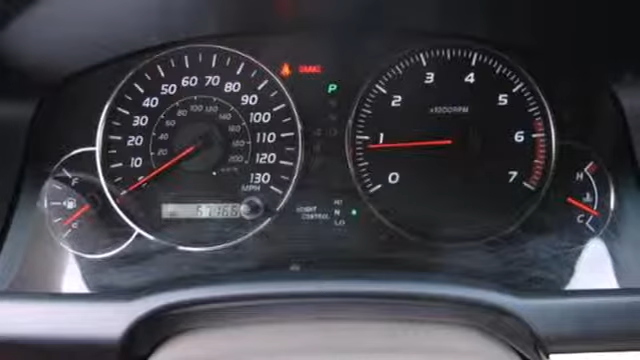 10 20 30 40 50 60 70 80 90 100 110 120 130
20 40 60 80 100 120 140 160 180 200
MPH
F
C
P
HEIGHT
CONTROL
HI
N
LO
x1000RPM
0 1 2 3 4 5 6 7
H
C